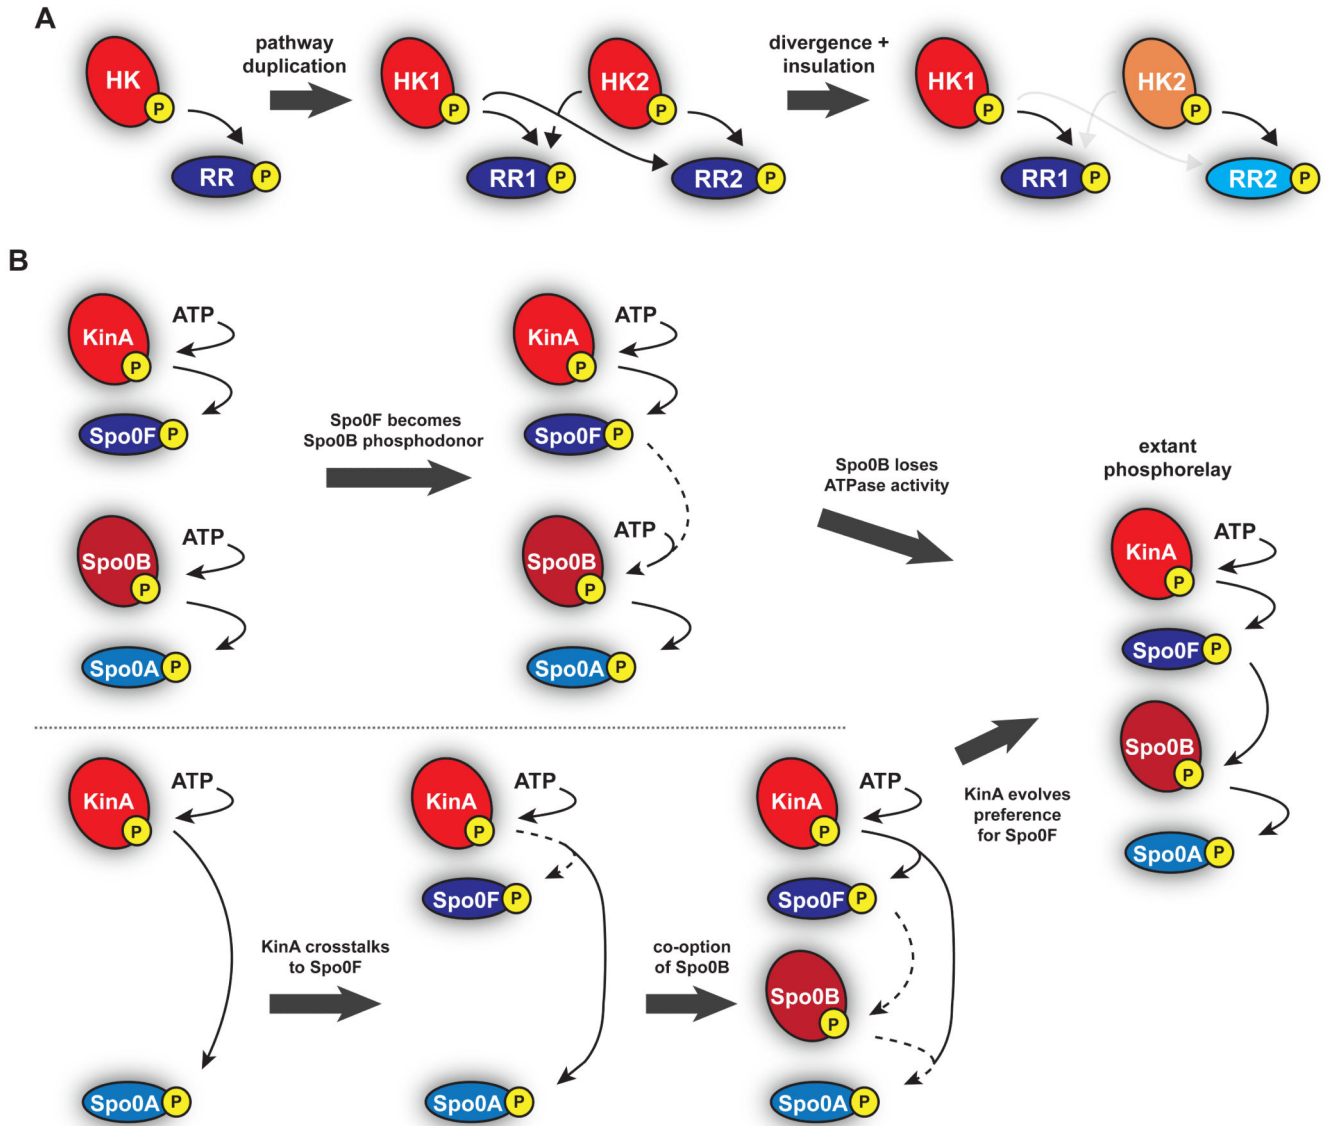 A
HK
P
RR
P
pathway
duplication
HK1
P
HK2
P
RR1
P
RR2
P
divergence +
insulation
HK1
P
HK2
P
RR1
P
RR2
P
B
KinA
P
ATP
Spo0F
P
Spo0B
P
ATP
Spo0A
P
Spo0F becomes
Spo0B phosphodonor
KinA
P
ATP
Spo0F
P
Spo0B
P
ATP
Spo0A
P
Spo0B loses
ATPase activity
extant
phosphorelay
KinA
P
ATP
Spo0F
P
Spo0B
P
Spo0A
P
KinA
P
ATP
Spo0A
P
KinA crosstalks
to Spo0F
KinA
P
ATP
Spo0F
P
Spo0A
P
co-option
of Spo0B
KinA
P
ATP
Spo0F
P
Spo0B
P
Spo0A
P
KinA evolves
preference
for Spo0F